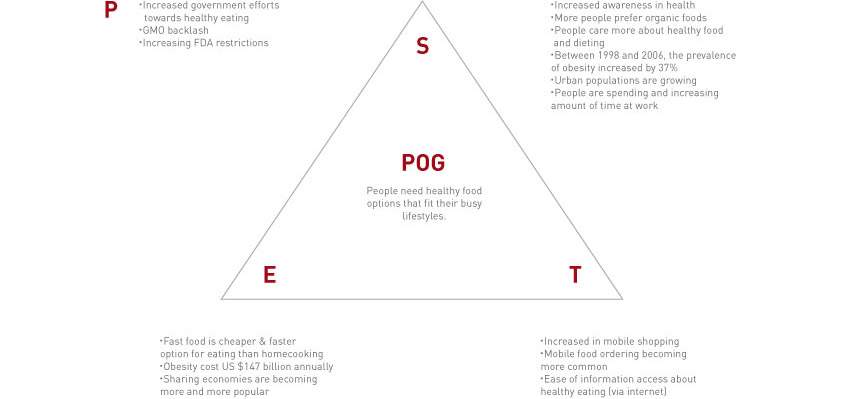 P
•Increased government efforts
towards healthy eating
•GMO backlash
•Increasing FDA restrictions
•Increased awareness in health
•More people prefer organic foods
•People care more about healthy food
and dieting
•Between 1998 and 2006, the prevalence
of obesity increased by 37%
•Urban populations are growing
•People are spending and increasing
amount of time at work
S
POG
People need healthy food
options that fit their busy
lifestyles.
E
T
•Fast food is cheaper & faster
option for eating than homecooking
•Obesity cost US $147 billion annually
•Sharing economies are becoming
more and more popular
•Increased in mobile shopping
•Mobile food ordering becoming
more common
•Ease of information access about
healthy eating (via internet)